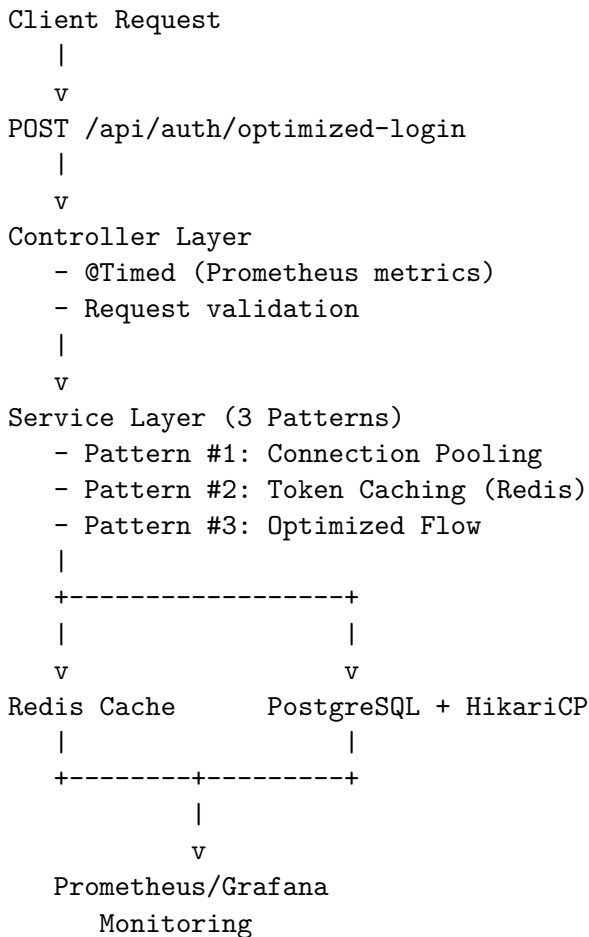 Client Request
|
v
POST /api/auth/optimized-login
|
v
Controller Layer
- @Timed (Prometheus metrics)
- Request validation
|
v
Service Layer (3 Patterns)
- Pattern #1: Connection Pooling
- Pattern #2: Token Caching (Redis)
- Pattern #3: Optimized Flow
|
+------------------+
| |
v v
Redis Cache PostgreSQL + HikariCP
| |
+--------+---------+
|
v
Prometheus/Grafana
Monitoring